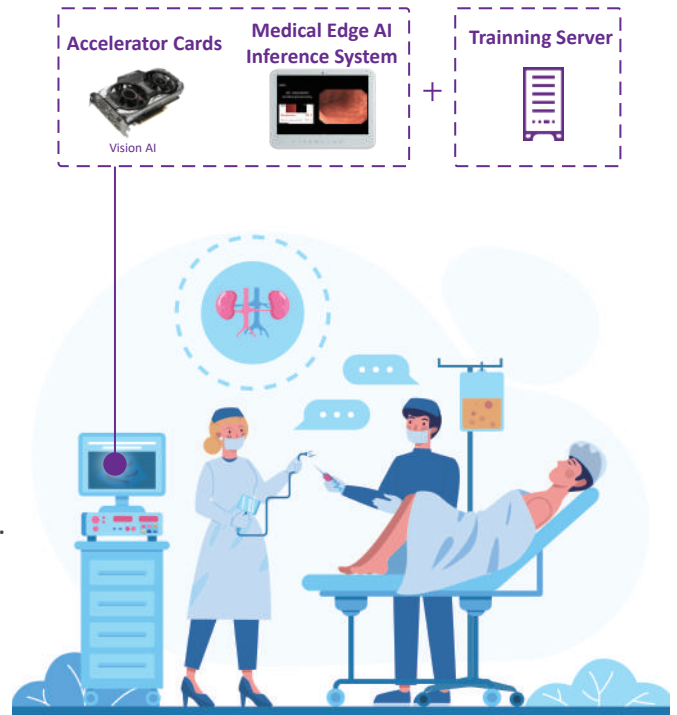 Accelerator Cards
Medical Edge AI
Inference System
+
Trainning Server
Vision AI
.